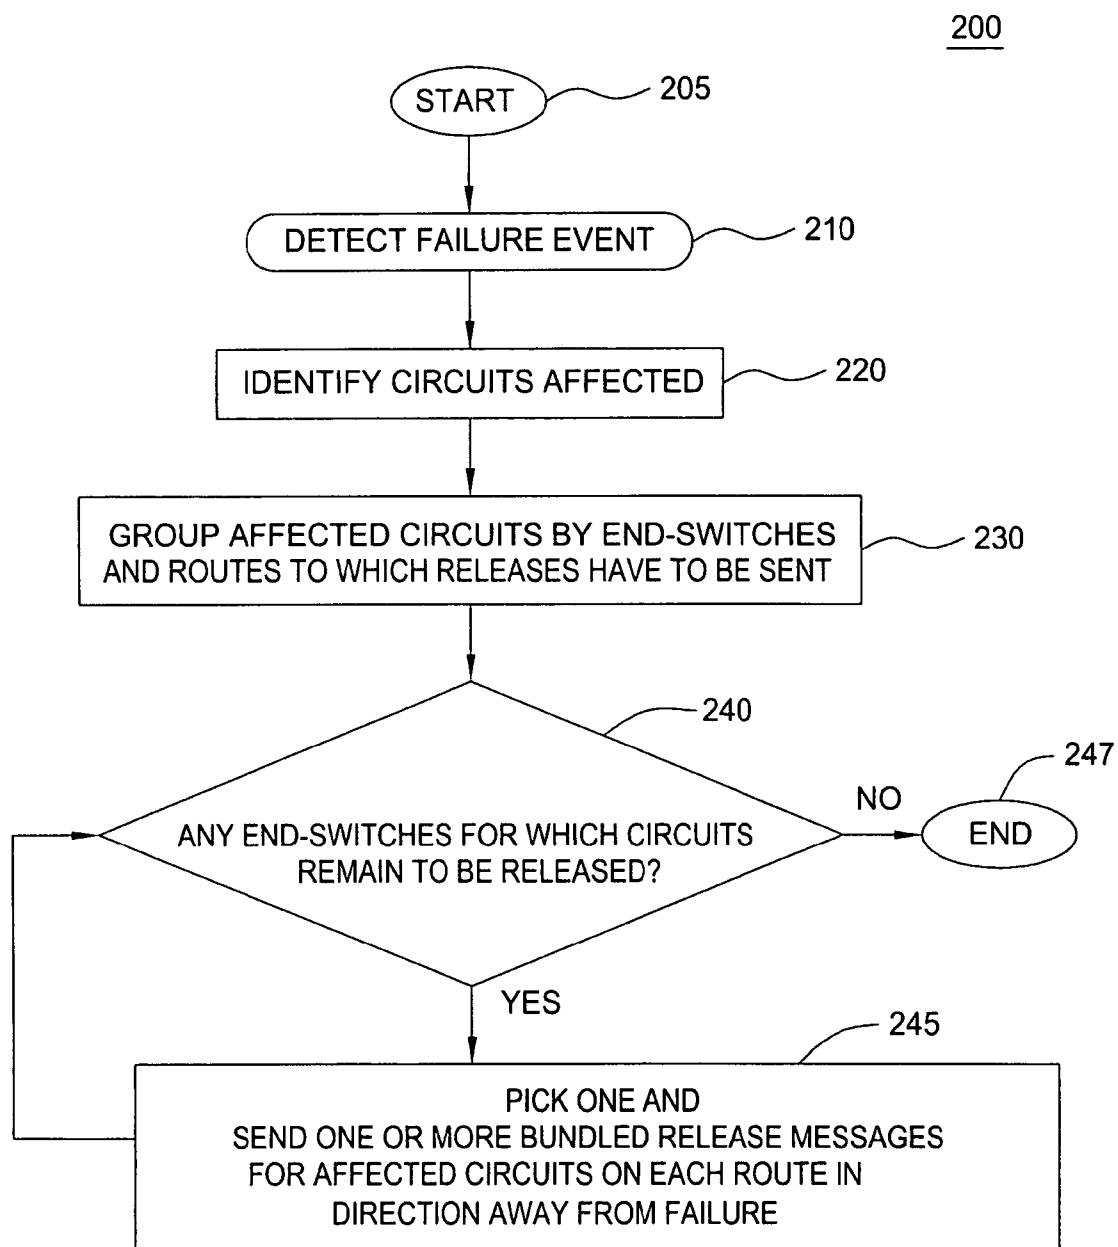 200
START
205
DETECT FAILURE EVENT
210
IDENTIFY CIRCUITS AFFECTED
220
GROUP AFFECTED CIRCUITS BY END-SWITCHES
AND ROUTES TO WHICH RELEASES HAVE TO BE SENT
230
240
ANY END-SWITCHES FOR WHICH CIRCUITS
REMAIN TO BE RELEASED?
NO
247
END
YES
245
PICK ONE AND
SEND ONE OR MORE BUNDLED RELEASE MESSAGES
FOR AFFECTED CIRCUITS ON EACH ROUTE IN
DIRECTION AWAY FROM FAILURE